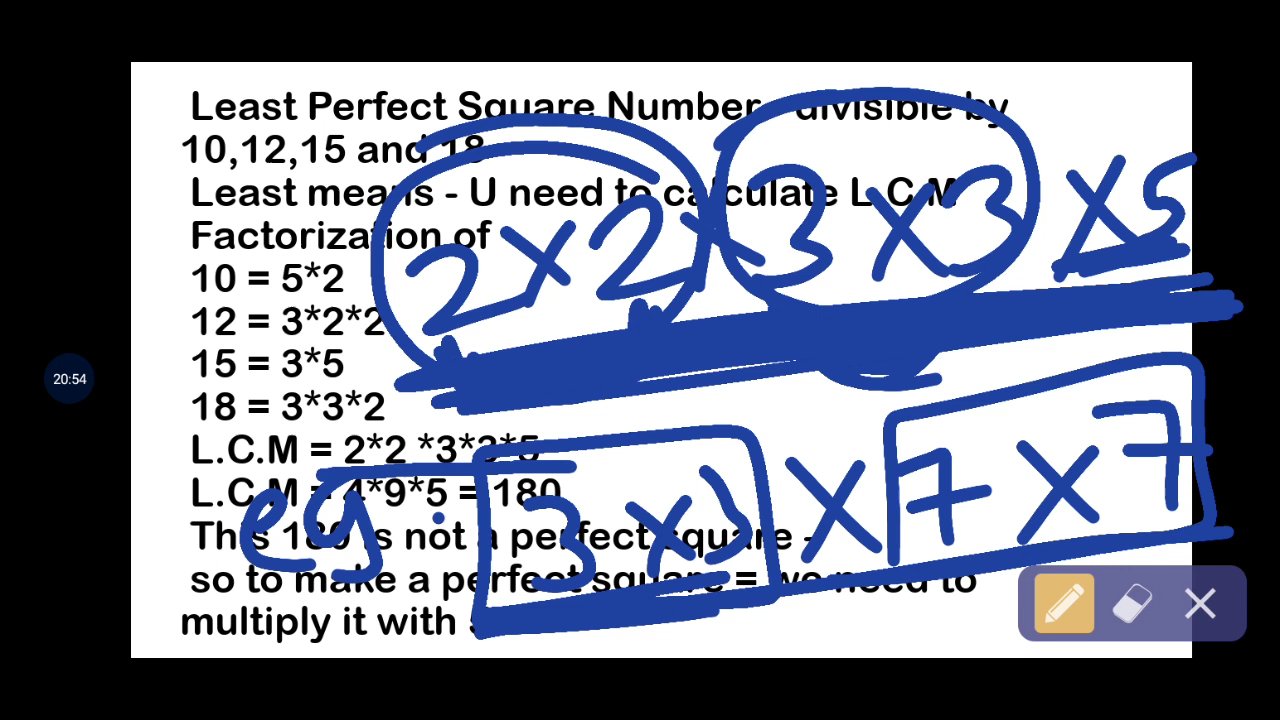 Least Perfect Square Number - divisible by
10,12,15 and 18
Least means - U need to calculate L.C.M
Factorization of
10 = 5*2
12 = 3*2*2
15 = 3*5
18 = 3*3*2
L.C.M = 2*2 *3*3*5
L.C.M = 4*9*5 = 180
This 180 is not a perfect square -
so to make a perfect square = we need to
multiply it with
2 x 2 x 3 x 3 x 5
eg : 3 x 3 x 7 x 7
20:54